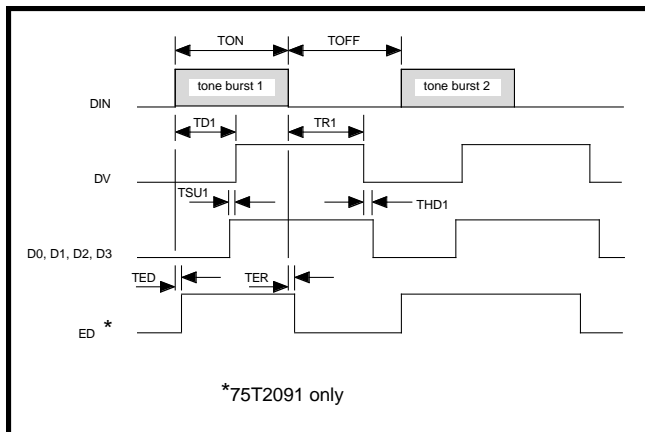 TON TOFF
tone burst 1 tone burst 2
DIN
TD1 TR1
DV
TSU1 THD1
D0, D1, D2, D3
TED TER
ED *
*75T2091 only